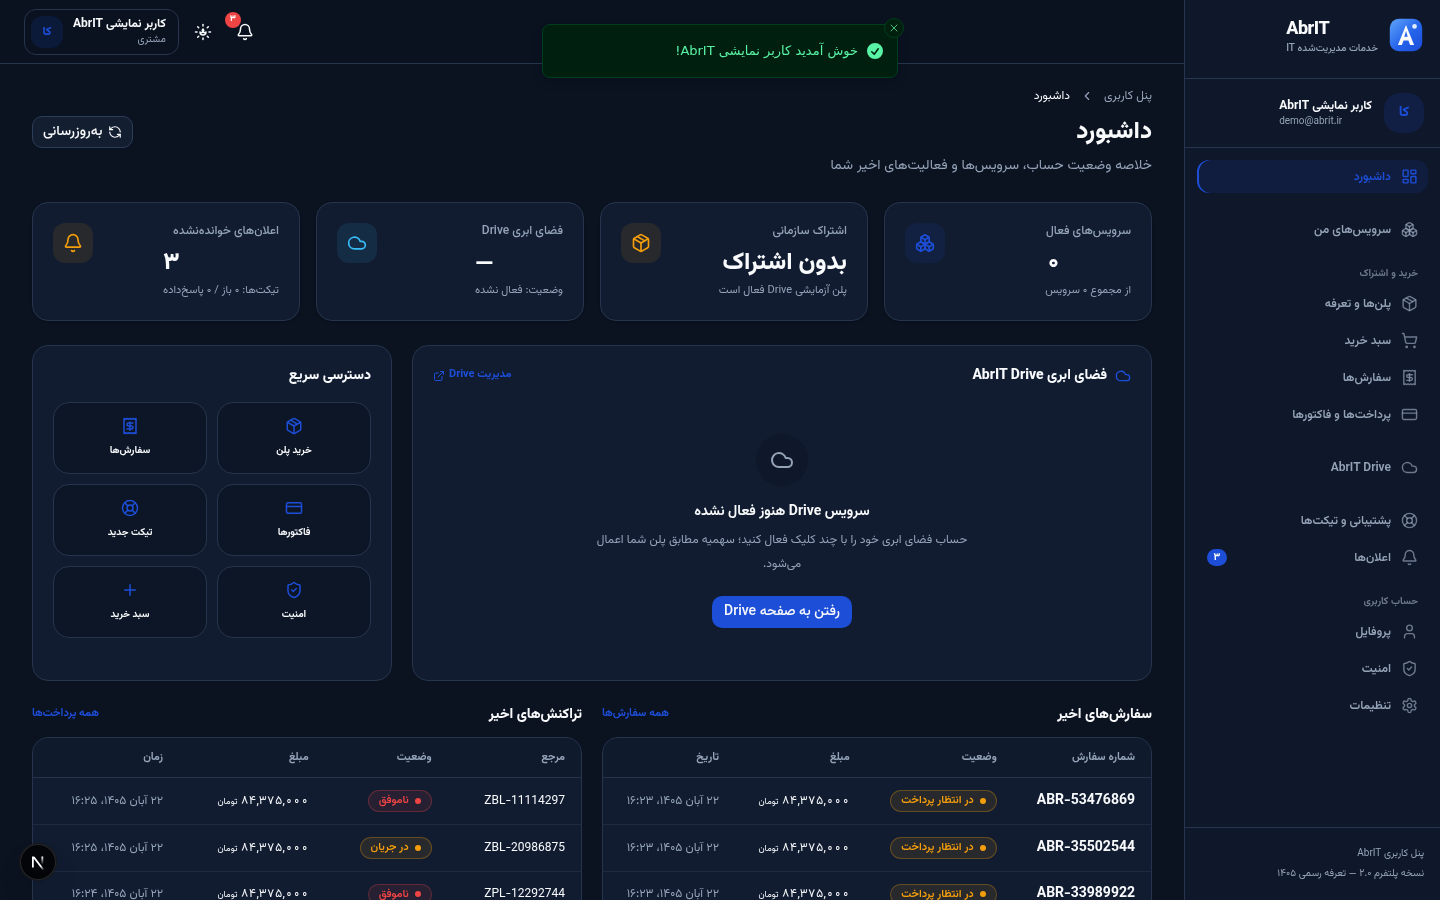 AbrIT
خدمات مدیریت‌شده IT
کاربر نمایشی AbrIT
demo@abrit.ir
داشبورد
سرویس‌های من
خرید و اشتراک
پلن‌ها و تعرفه
سبد خرید
سفارش‌ها
پرداخت‌ها و فاکتورها
AbrIT Drive
پشتیبانی و تیکت‌ها
اعلان‌ها
۳
حساب کاربری
پروفایل
امنیت
تنظیمات
پنل کاربری AbrIT
نسخه پلتفرم ۲.۰ — تعرفه رسمی ۱۴۰۵
خوش آمدید کاربر نمایشی AbrIT!
۳
کاربر نمایشی AbrIT
مشتری
کا
کا
پنل کاربری
داشبورد
داشبورد
خلاصه وضعیت حساب، سرویس‌ها و فعالیت‌های اخیر شما
به‌روزرسانی
سرویس‌های فعال
۰
از مجموع ۰ سرویس
اشتراک سازمانی
بدون اشتراک
پلن آزمایشی Drive فعال است
فضای ابری Drive
—
وضعیت: فعال نشده
اعلان‌های خوانده‌نشده
۳
تیکت‌ها: ۰ باز / ۰ پاسخ‌داده
فضای ابری AbrIT Drive
مدیریت Drive
سرویس Drive هنوز فعال نشده
حساب فضای ابری خود را با چند کلیک فعال کنید؛ سهمیه مطابق پلن شما اعمال
می‌شود.
رفتن به صفحه Drive
دسترسی سریع
خرید پلن
سفارش‌ها
فاکتورها
تیکت جدید
امنیت
سبد خرید
سفارش‌های اخیر
همه سفارش‌ها
شماره سفارش وضعیت مبلغ تاریخ
ABR-53476869 در انتظار پرداخت ۸۴,۳۷۵,۰۰۰ تومان ۲۲ آبان ۱۴۰۵، ۱۶:۲۳
ABR-35502544 در انتظار پرداخت ۸۴,۳۷۵,۰۰۰ تومان ۲۲ آبان ۱۴۰۵، ۱۶:۲۳
ABR-33989922 در انتظار پرداخت ۸۴,۳۷۵,۰۰۰ تومان ۲۲ آبان ۱۴۰۵، ۱۶:۲۳
تراکنش‌های اخیر
همه پرداخت‌ها
مرجع وضعیت مبلغ زمان
ZBL-11114297 ناموفق ۸۴,۳۷۵,۰۰۰ تومان ۲۲ آبان ۱۴۰۵، ۱۶:۲۵
ZBL-20986875 در جریان ۸۴,۳۷۵,۰۰۰ تومان ۲۲ آبان ۱۴۰۵، ۱۶:۲۵
ZPL-12292744 ناموفق ۸۴,۳۷۵,۰۰۰ تومان ۲۲ آبان ۱۴۰۵، ۱۶:۲۴